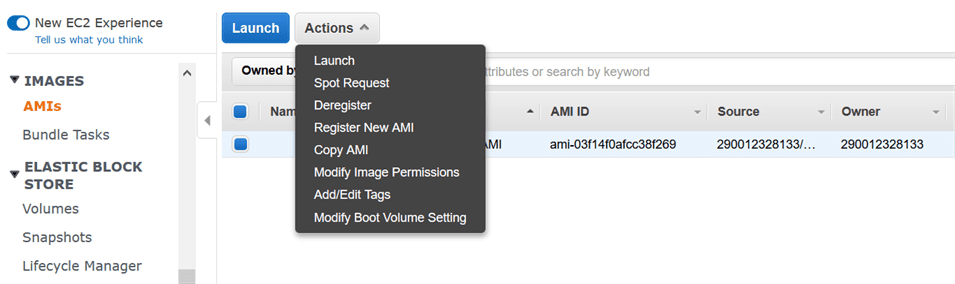 New EC2 Experience
Tell us what you think
IMAGES
AMIs
Bundle Tasks
ELASTIC BLOCK
STORE
Volumes
Snapshots
Lifecycle Manager
Launch
Actions
Launch
Spot Request
Deregister
Register New AMI
Copy AMI
Modify Image Permissions
Add/Edit Tags
Modify Boot Volume Setting
Owned by
or search by keyword
AMI ID
Source
Owner
AMI
ami-03f14f0afcc38f269
290012328133/...
290012328133